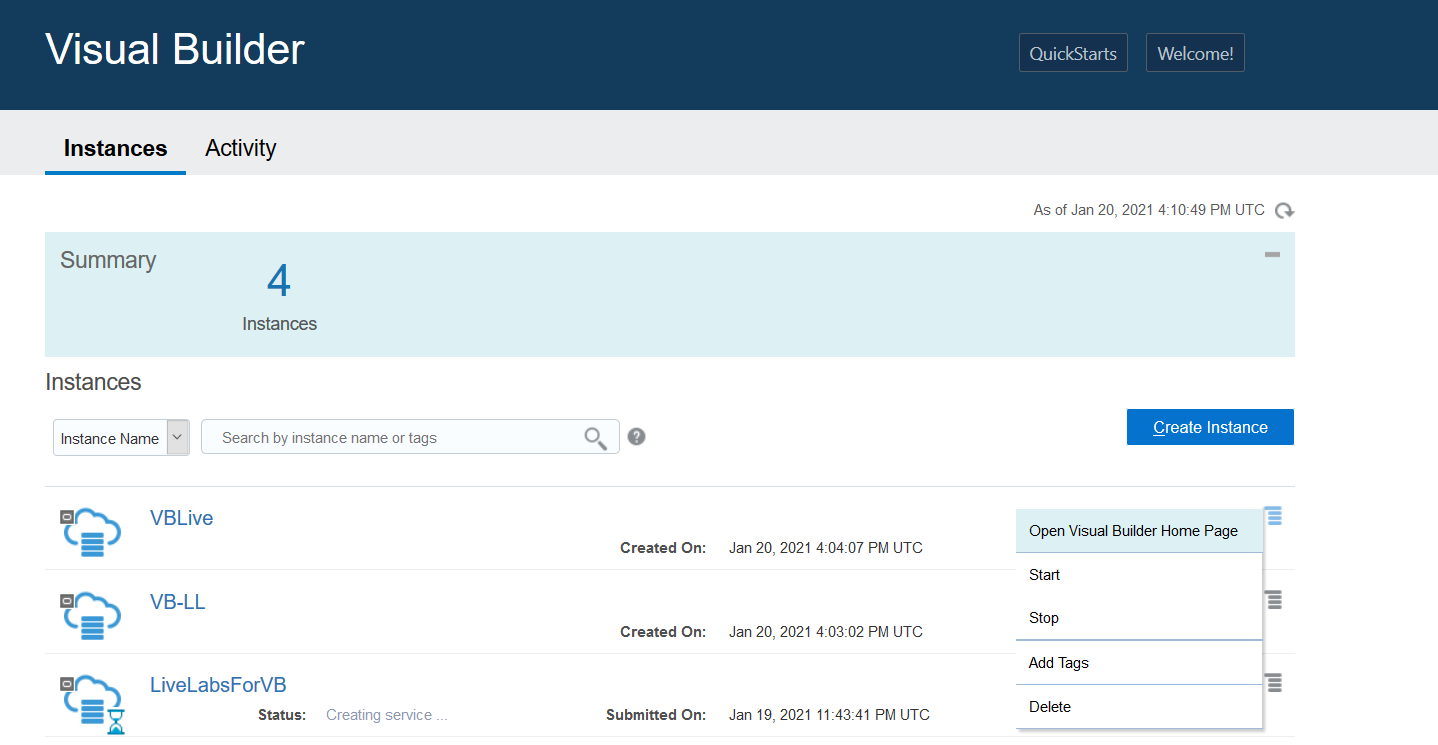 Visual Builder
QuickStarts
Welcome!
Instances
Activity
As of Jan 20, 2021 4:10:49 PM UTC
Summary
4
Instances
Instances
Instance Name
Search by instance name or tags
?
Create Instance
VBLive
Created On: Jan 20, 2021 4:04:07 PM UTC
VB-LL
Created On: Jan 20, 2021 4:03:02 PM UTC
LiveLabsForVB
Status: Creating service ...
Submitted On: Jan 19, 2021 11:43:41 PM UTC
Open Visual Builder Home Page
Start
Stop
Add Tags
Delete